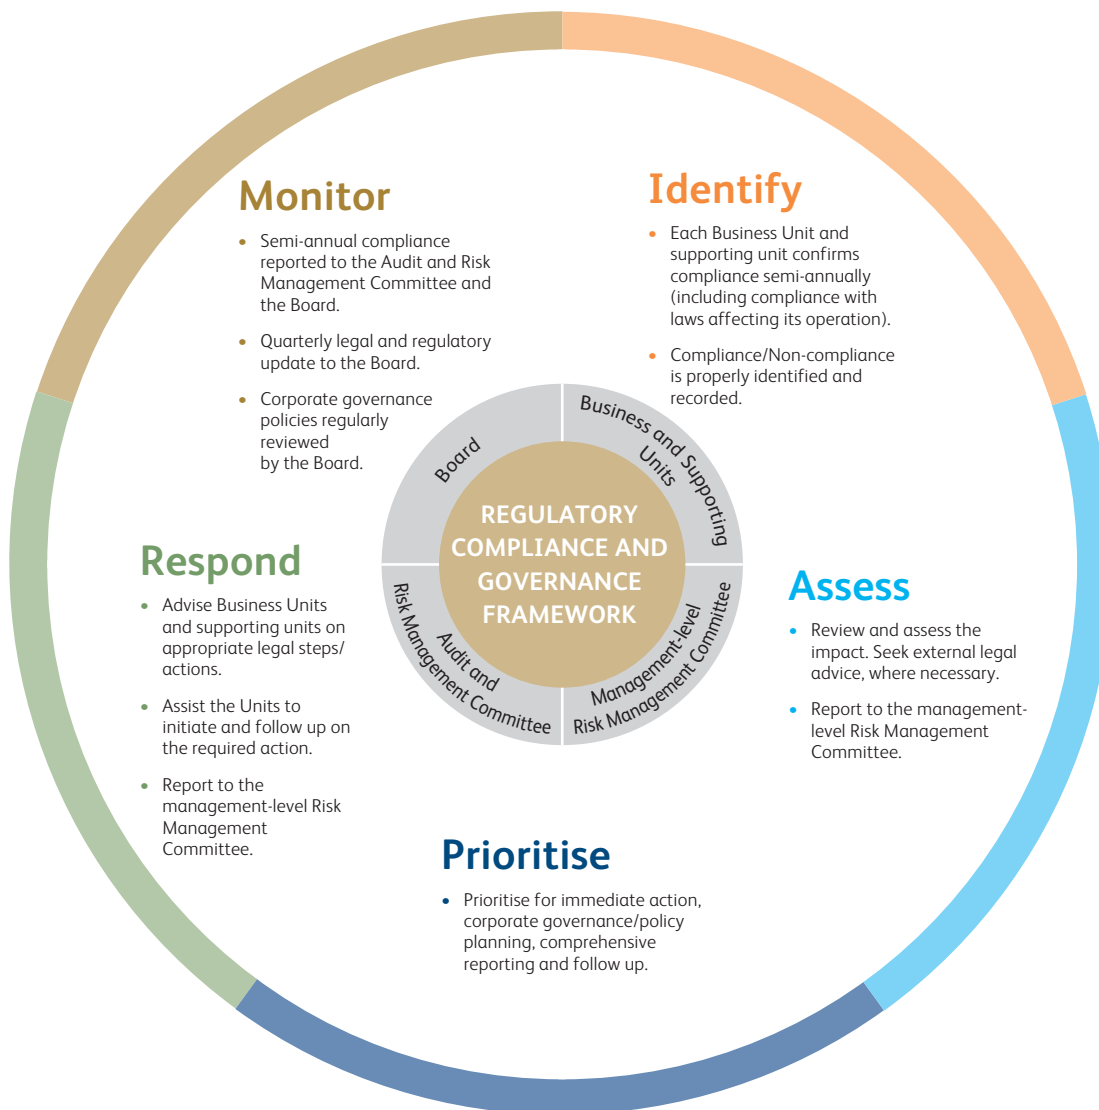 Monitor
• Semi-annual compliance
reported to the Audit and Risk
Management Committee and
the Board.
• Quarterly legal and regulatory
update to the Board.
• Corporate governance
policies regularly
reviewed
by the Board.
Identify
• Each Business Unit and
supporting unit confirms
compliance semi-annually
(including compliance with
laws affecting its operation).
• Compliance/Non-compliance
is properly identified and
recorded.
Board
Business and Supporting
Units
REGULATORY
COMPLIANCE AND
GOVERNANCE
FRAMEWORK
Audit and
Risk Management Committee
Management-level
Risk Management Committee
Respond
• Advise Business Units
and supporting units on
appropriate legal steps/
actions.
• Assist the Units to
initiate and follow up on
the required action.
• Report to the
management-level Risk
Management
Committee.
Assess
• Review and assess the
impact. Seek external legal
advice, where necessary.
• Report to the management-
level Risk Management
Committee.
Prioritise
• Prioritise for immediate action,
corporate governance/policy
planning, comprehensive
reporting and follow up.